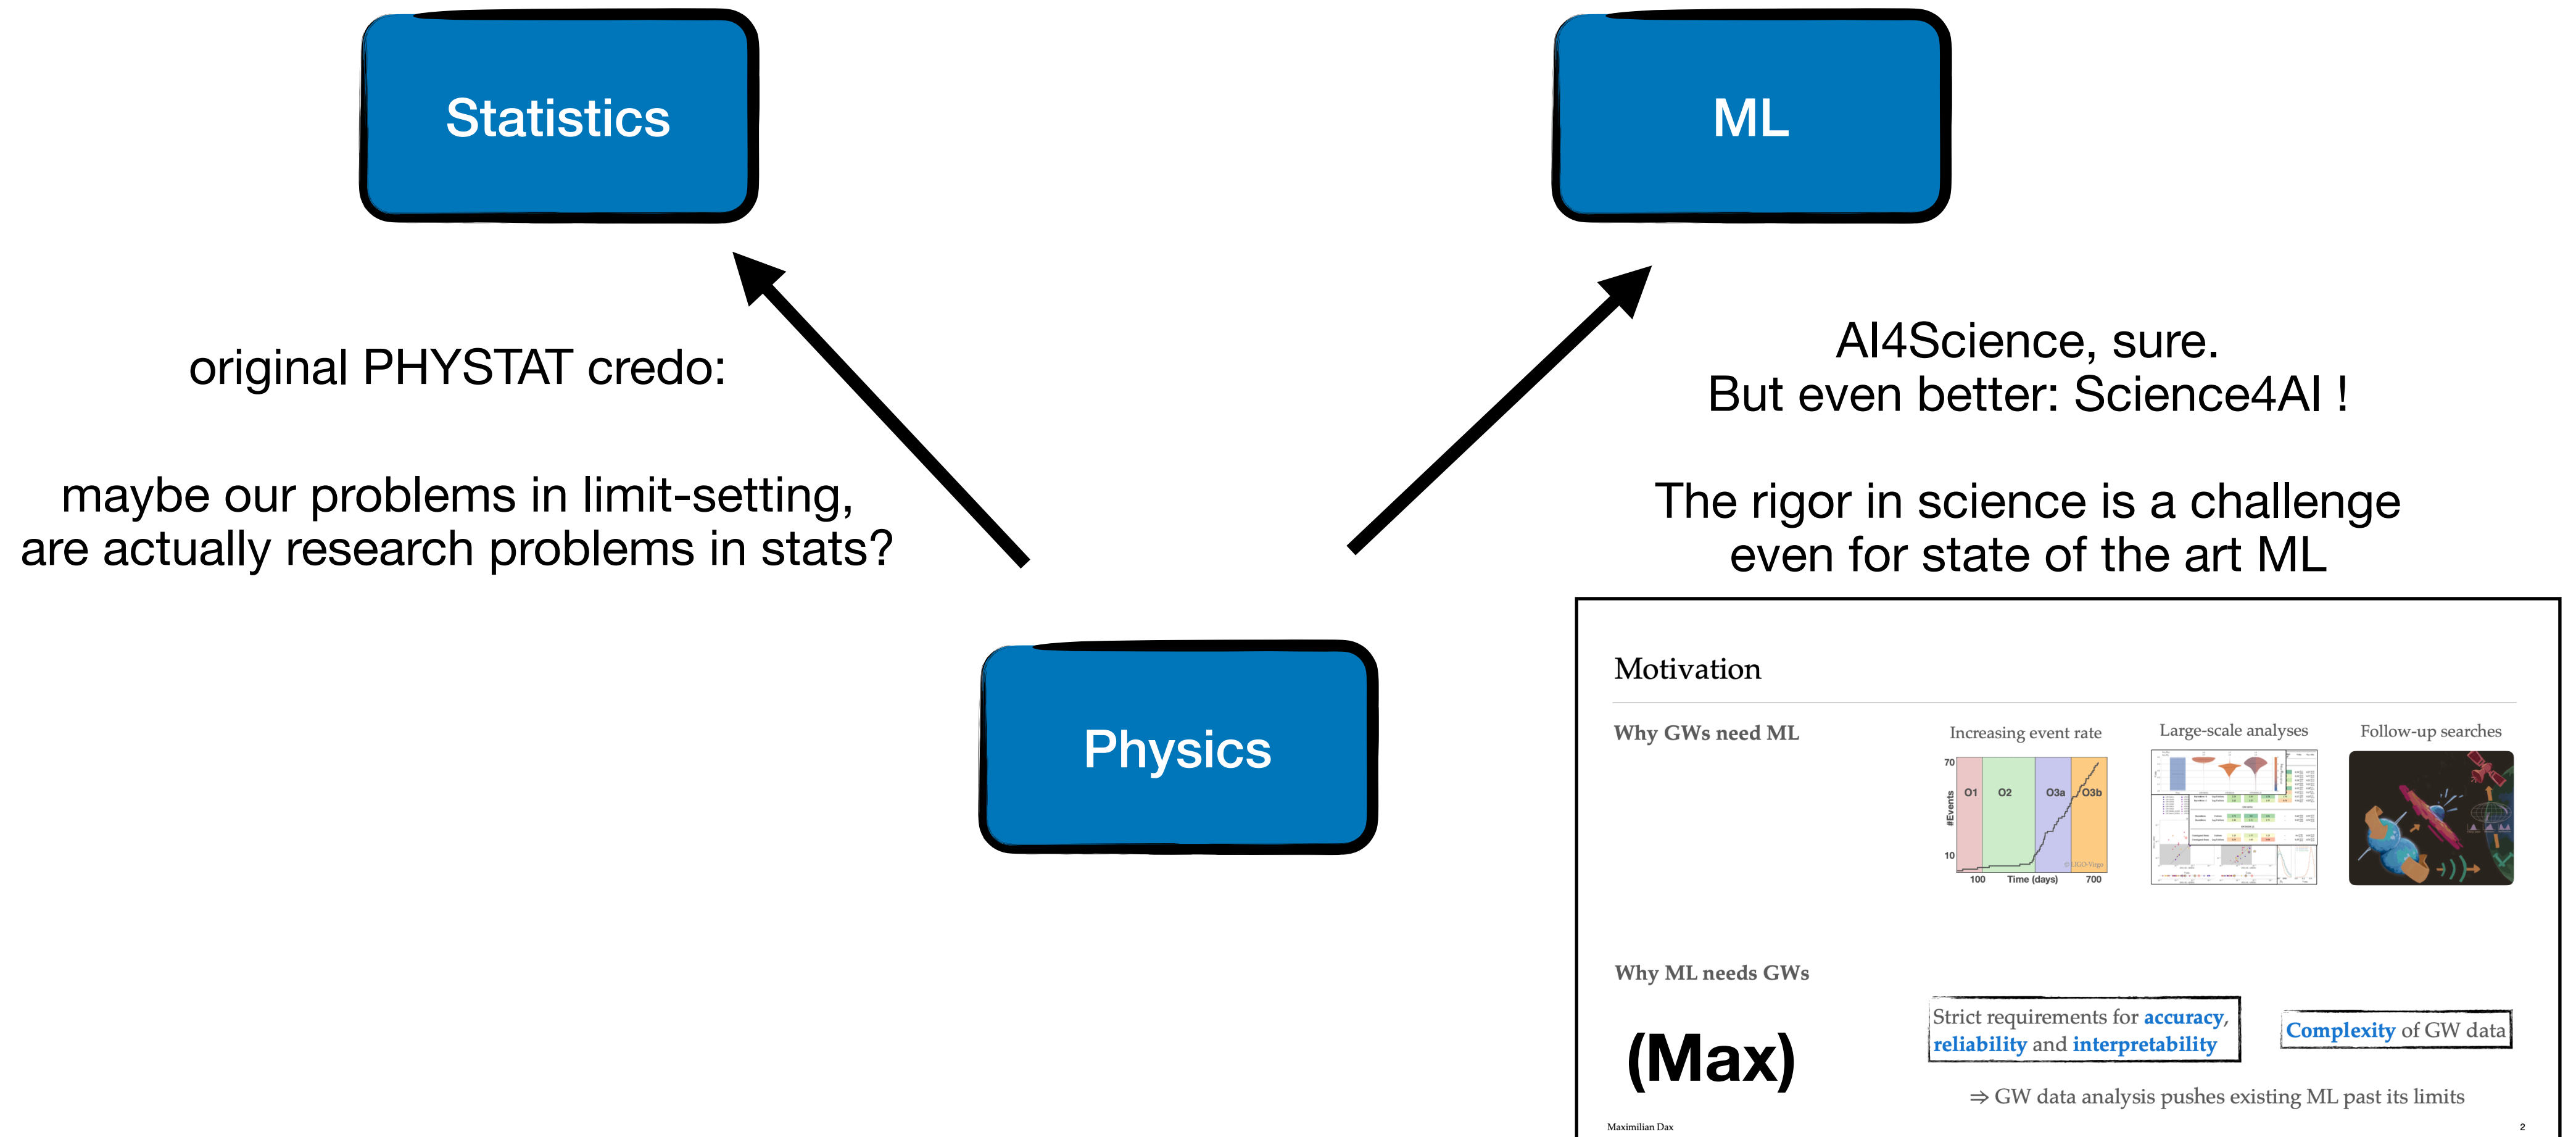 Statistics
ML
original PHYSTAT credo:
maybe our problems in limit-setting,
are actually research problems in stats?
AI4Science, sure.
But even better: Science4AI !
The rigor in science is a challenge
even for state of the art ML
Physics
Motivation
Why GWs need ML
Increasing event rate
Large-scale analyses
Follow-up searches
70
O1
O2
O3a
O3b
#Events
10
© LIGO-Virgo
100
Time (days)
700
Why ML needs GWs
(Max)
Strict requirements for accuracy,
reliability and interpretability
Complexity of GW data
⇒ GW data analysis pushes existing ML past its limits
Maximilian Dax
2